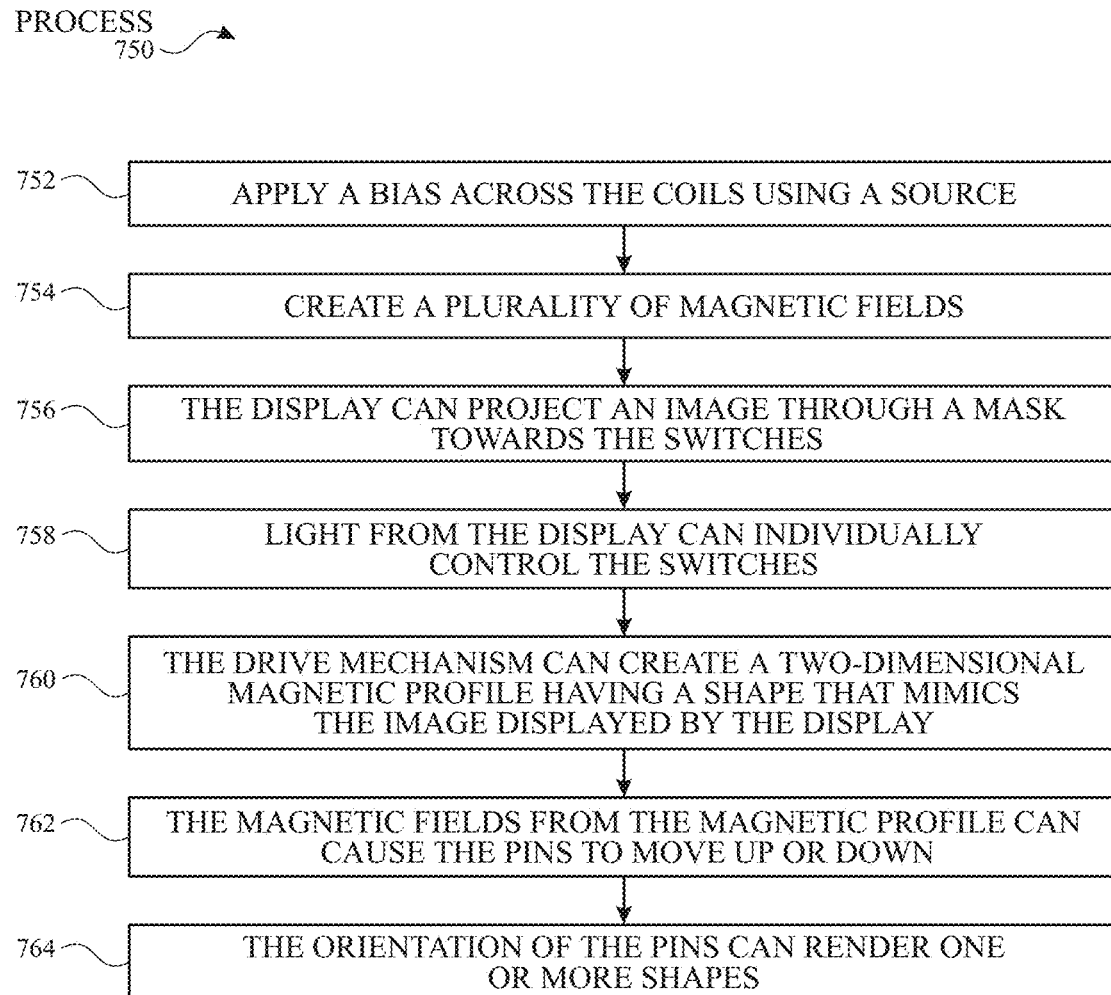 PROCESS
750
752
APPLY A BIAS ACROSS THE COILS USING A SOURCE
754
CREATE A PLURALITY OF MAGNETIC FIELDS
756
THE DISPLAY CAN PROJECT AN IMAGE THROUGH A MASK
TOWARDS THE SWITCHES
758
LIGHT FROM THE DISPLAY CAN INDIVIDUALLY
CONTROL THE SWITCHES
760
THE DRIVE MECHANISM CAN CREATE A TWO-DIMENSIONAL
MAGNETIC PROFILE HAVING A SHAPE THAT MIMICS
THE IMAGE DISPLAYED BY THE DISPLAY
762
THE MAGNETIC FIELDS FROM THE MAGNETIC PROFILE CAN
CAUSE THE PINS TO MOVE UP OR DOWN
764
THE ORIENTATION OF THE PINS CAN RENDER ONE
OR MORE SHAPES